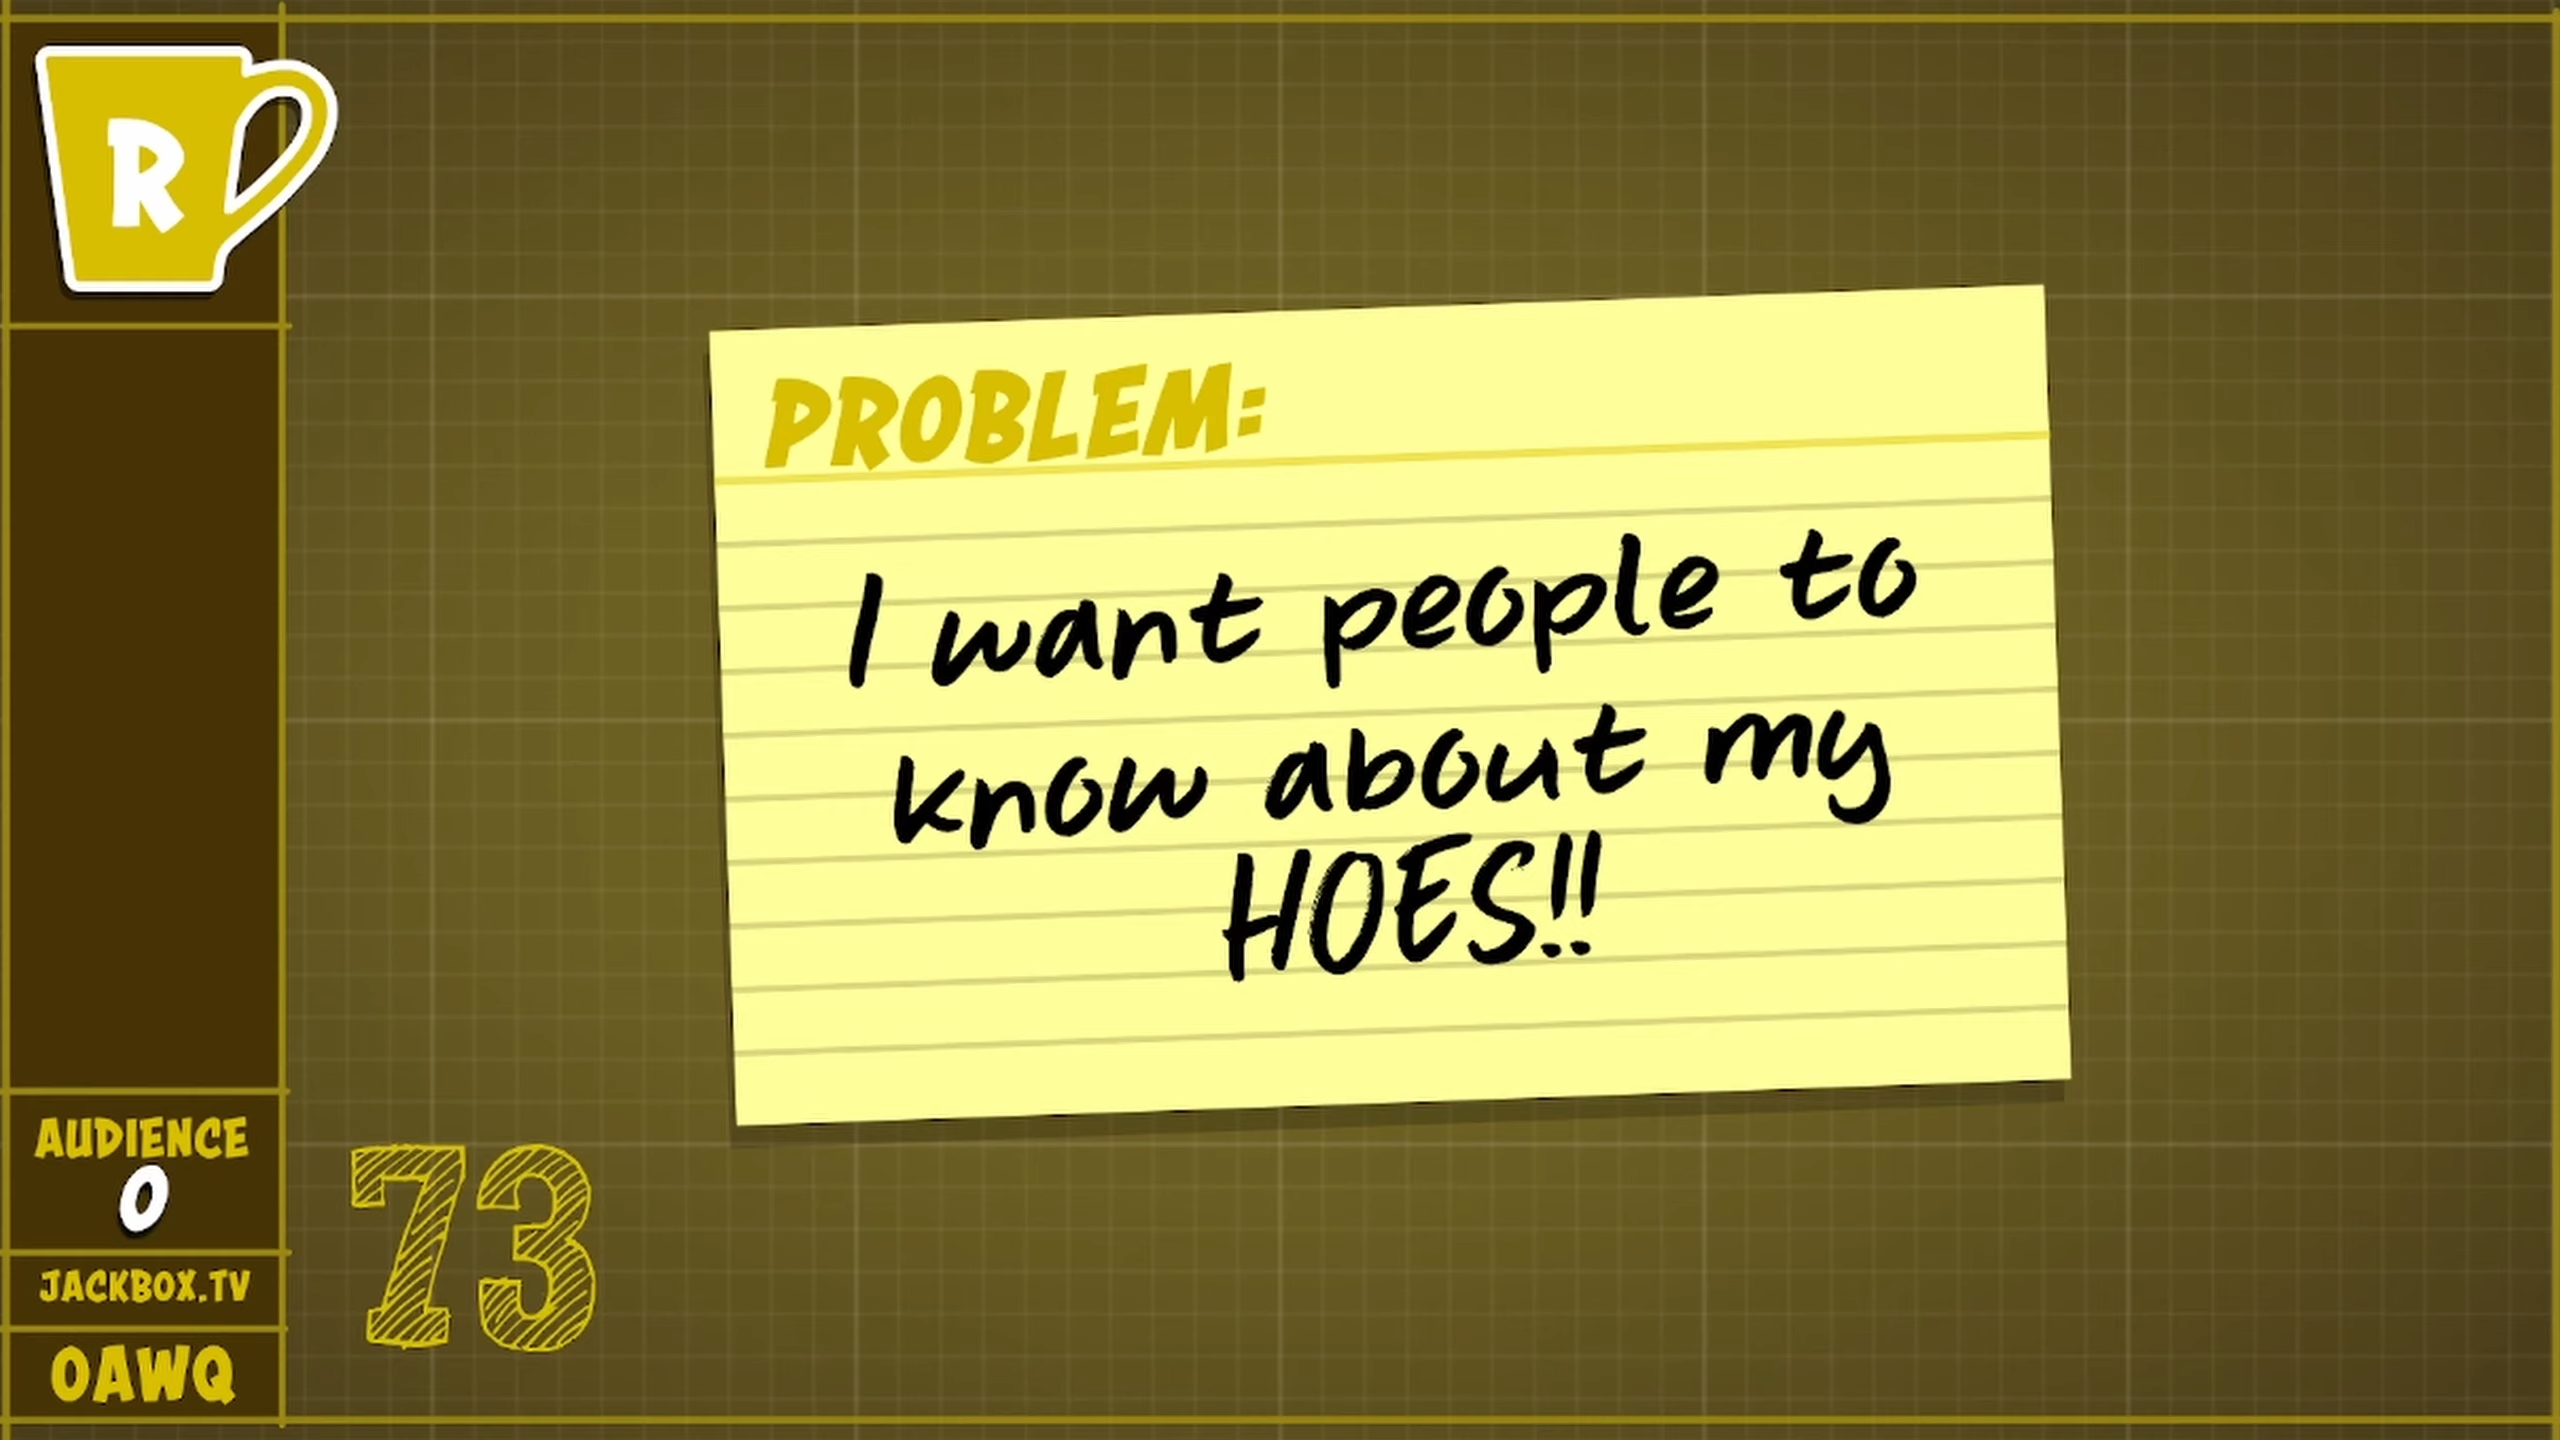 R
PROBLEM:
I want people to
know about my
HOES!!
AUDIENCE
0
JACKBOX.TV
OAWQ
73